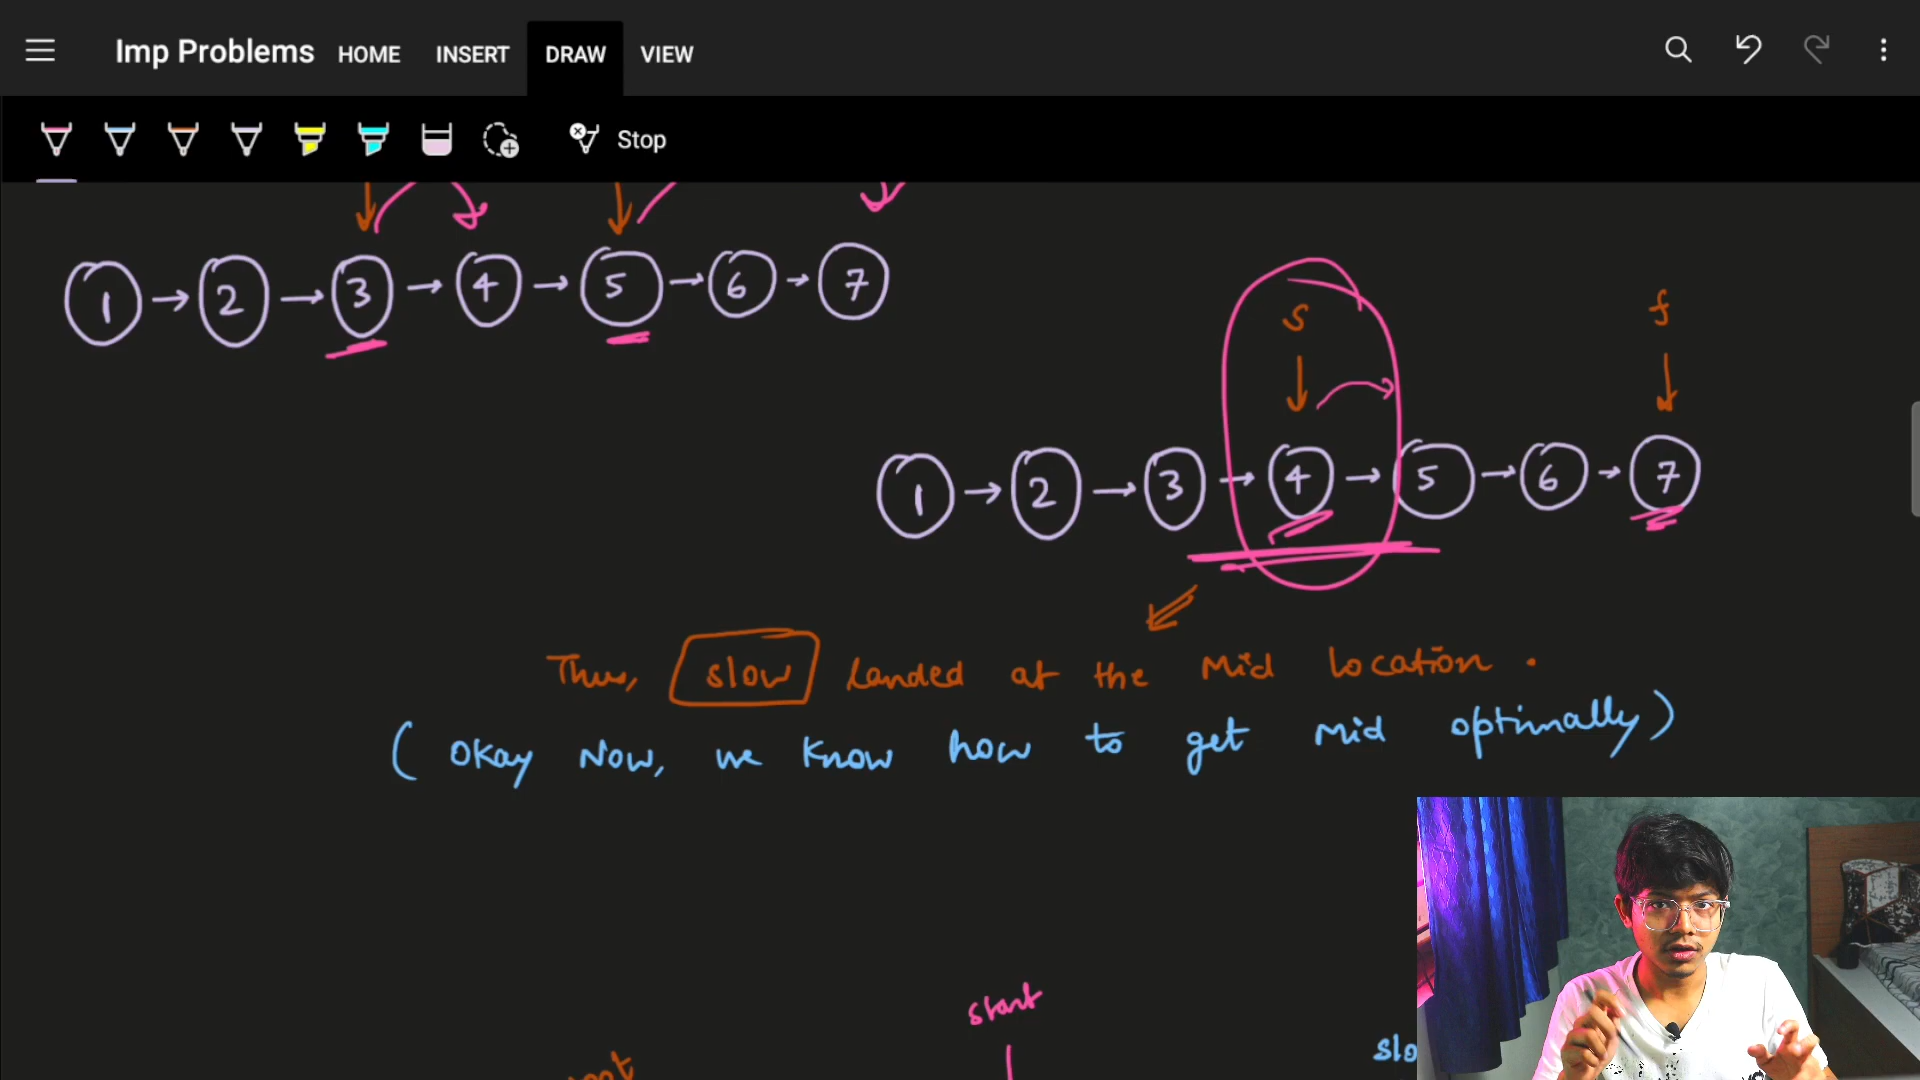 Imp Problems HOME INSERT DRAW VIEW
Stop
1 → 2 → 3 → 4 → 5 → 6 → 7
s f
1 → 2 → 3 → 4 → 5 → 6 → 7
Thus, slow landed at the Mid location .
( Okay Now, we know how to get Mid optimally )
start
slo